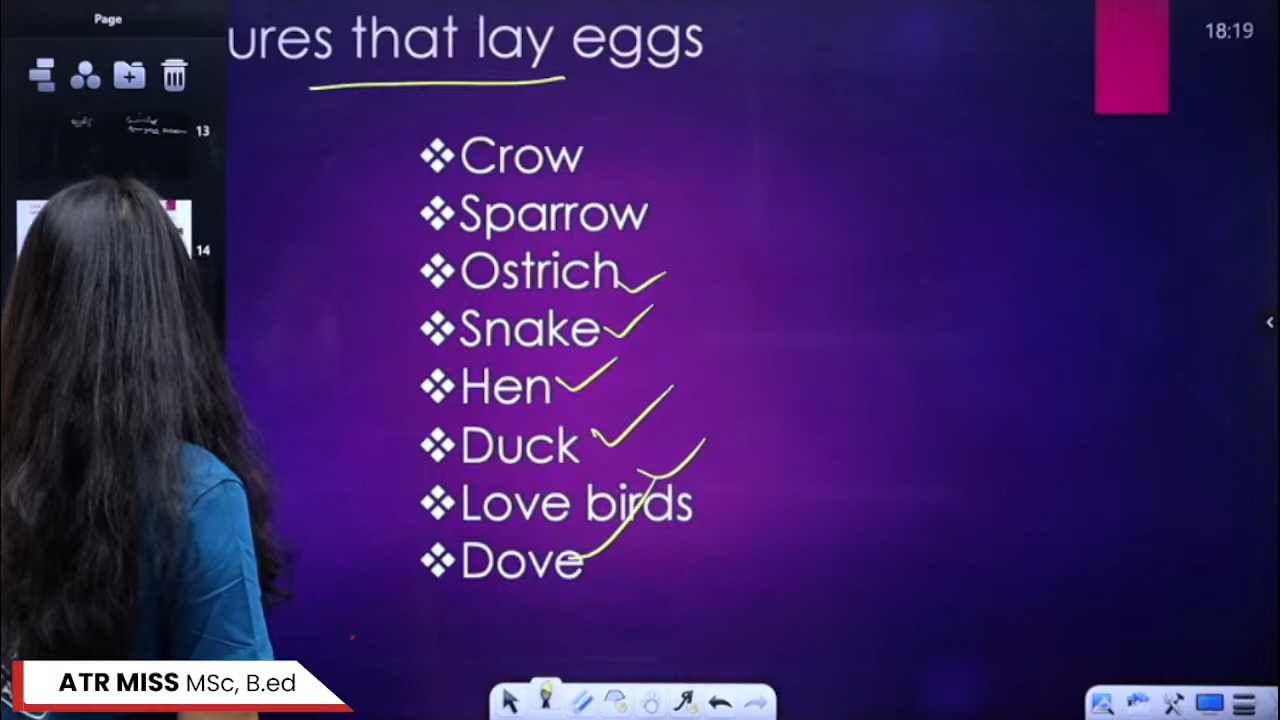 Page
ures that lay eggs
18:19
13
14
❖Crow
❖Sparrow
❖Ostrich
❖Snake
❖Hen
❖Duck
❖Love birds
❖Dove
ATR MISS MSc, B.ed